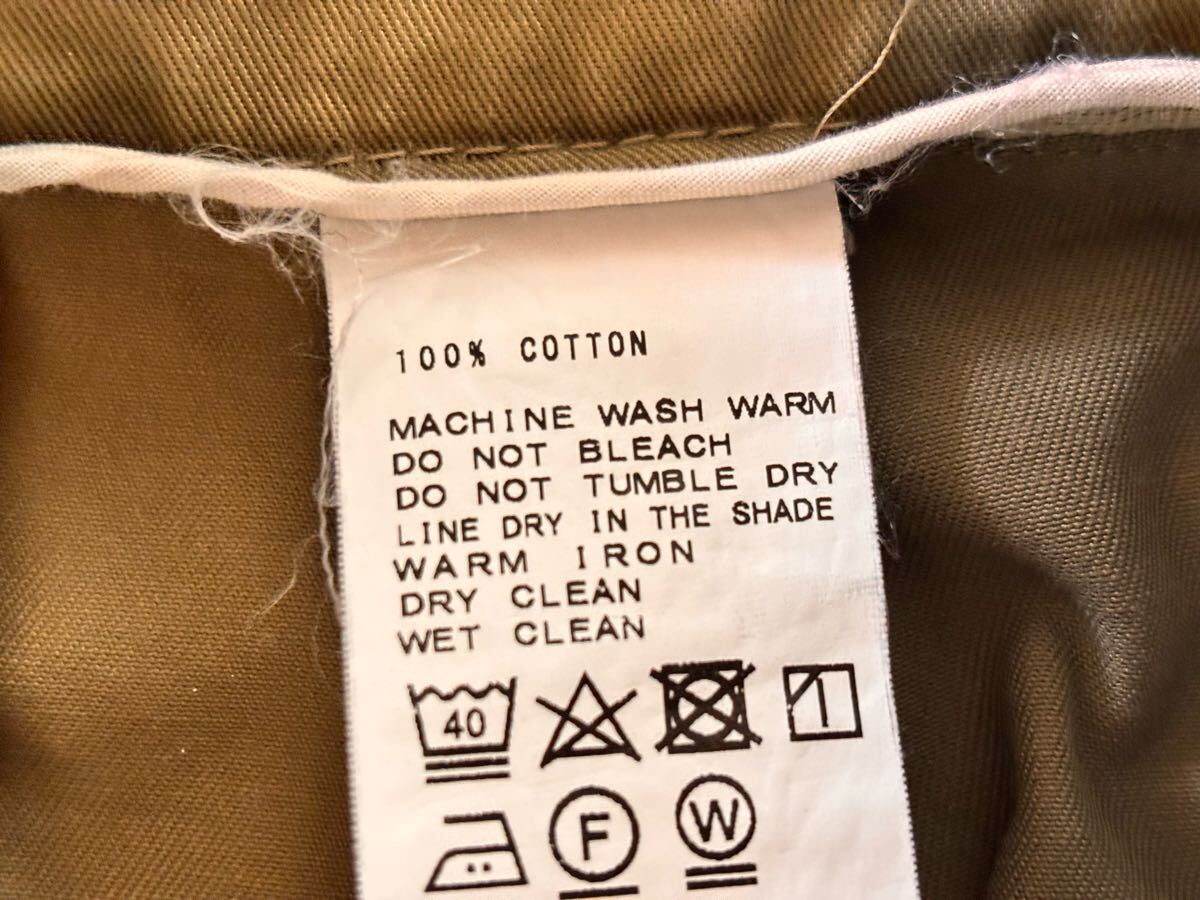 100% COTTON
MACHINE WASH WARM
DO NOT BLEACH
DO NOT TUMBLE DRY
LINE DRY IN THE SHADE
WARM IRON
DRY CLEAN
WET CLEAN
40
F W